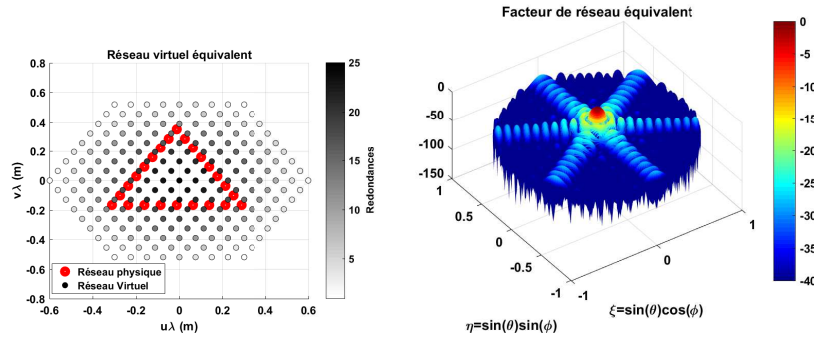 Réseau virtuel équivalent
0.8
0.6
0.4
0.2
0
-0.2
-0.4
-0.6
-0.8
vλ (m)
Réseau physique
Réseau Virtuel
-0.6 -0.4 -0.2 0 0.2 0.4 0.6
uλ (m)
25
20
15
10
5
Redondances
Facteur de réseau équivalent
0
-50
-100
-150
1
0.5
0
-0.5
-1
η=sin(θ)sin(ϕ)
-1 0 1
ξ=sin(θ)cos(ϕ)
0
-5
-10
-15
-20
-25
-30
-35
-40